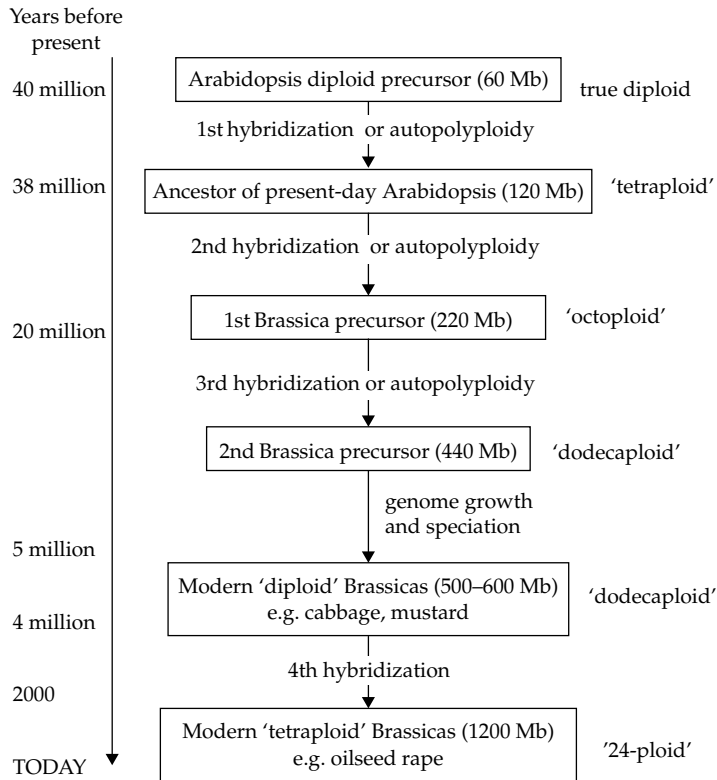 Years before
present
40 million
Arabidopsis diploid precursor (60 Mb)
true diploid
1st hybridization or autopolyploidy
38 million
Ancestor of present-day Arabidopsis (120 Mb)
‘tetraploid’
2nd hybridization or autopolyploidy
20 million
1st Brassica precursor (220 Mb)
‘octoploid’
3rd hybridization or autopolyploidy
2nd Brassica precursor (440 Mb)
‘dodecaploid’
genome growth
and speciation
5 million
Modern ‘diploid’ Brassicas (500–600 Mb)
e.g. cabbage, mustard
‘dodecaploid’
4 million
4th hybridization
2000
Modern ‘tetraploid’ Brassicas (1200 Mb)
e.g. oilseed rape
’24-ploid’
TODAY